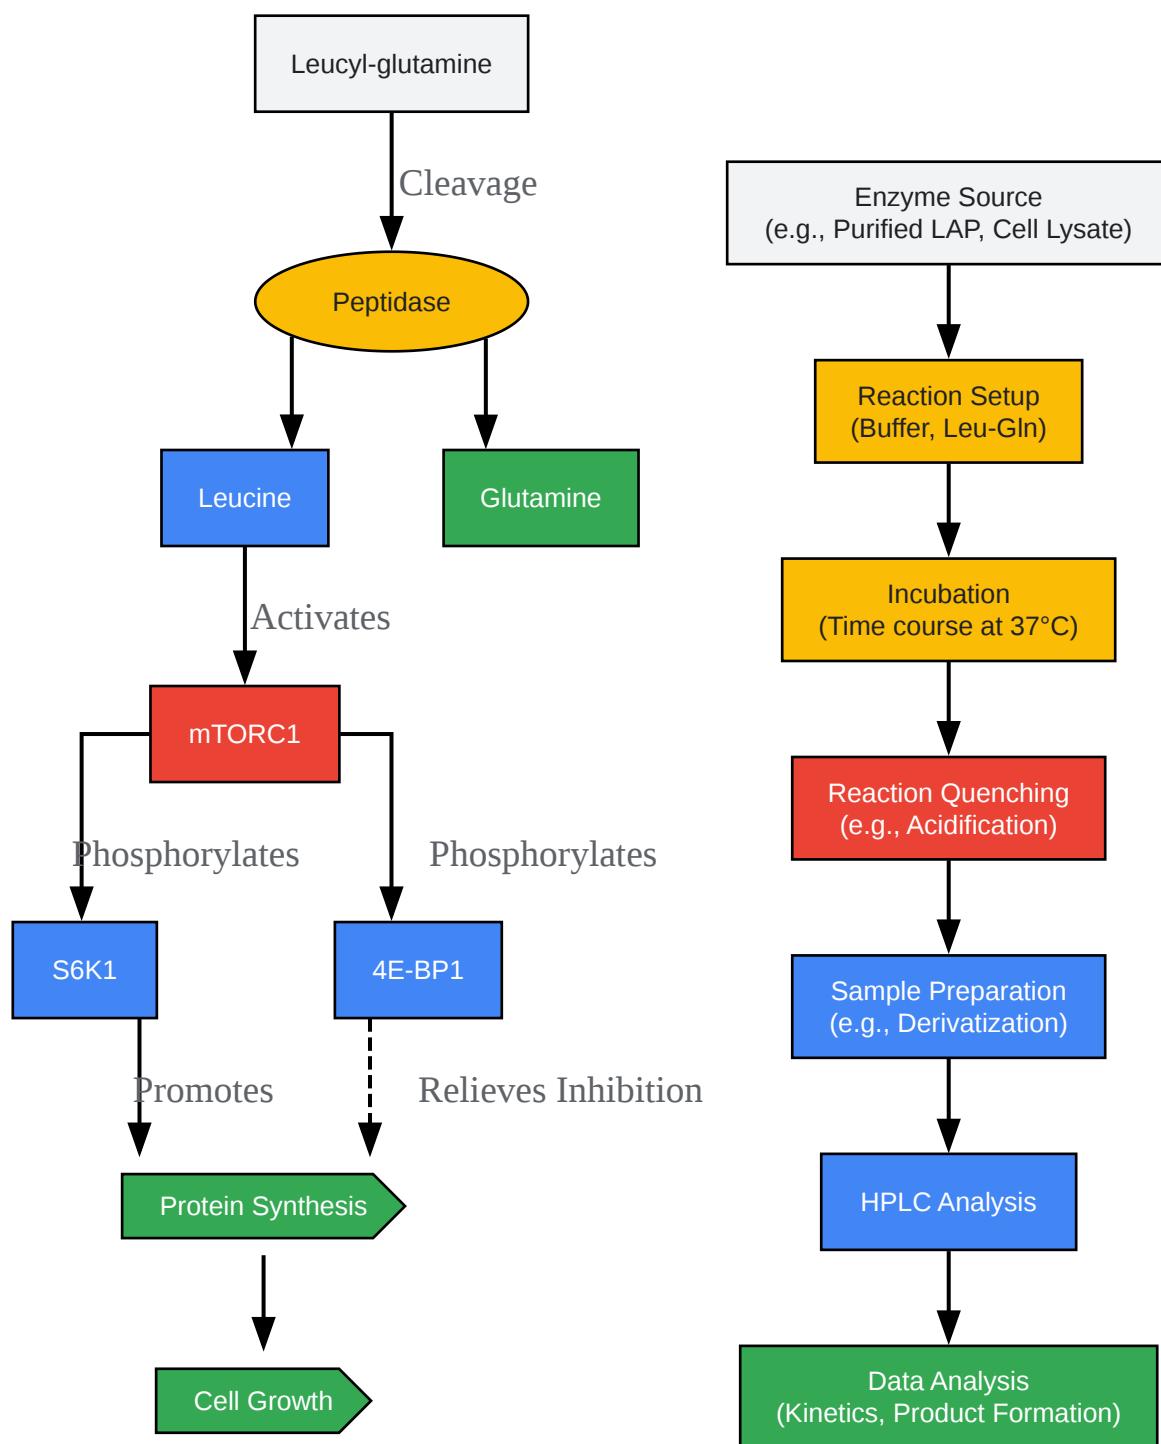 Leucyl-glutamine
Cleavage
Peptidase
Leucine
Glutamine
Activates
mTORC1
Phosphorylates
Phosphorylates
S6K1
4E-BP1
Promotes
Relieves Inhibition
Protein Synthesis
Cell Growth
Enzyme Source
(e.g., Purified LAP, Cell Lysate)
Reaction Setup
(Buffer, Leu-Gln)
Incubation
(Time course at 37°C)
Reaction Quenching
(e.g., Acidification)
Sample Preparation
(e.g., Derivatization)
HPLC Analysis
Data Analysis
(Kinetics, Product Formation)